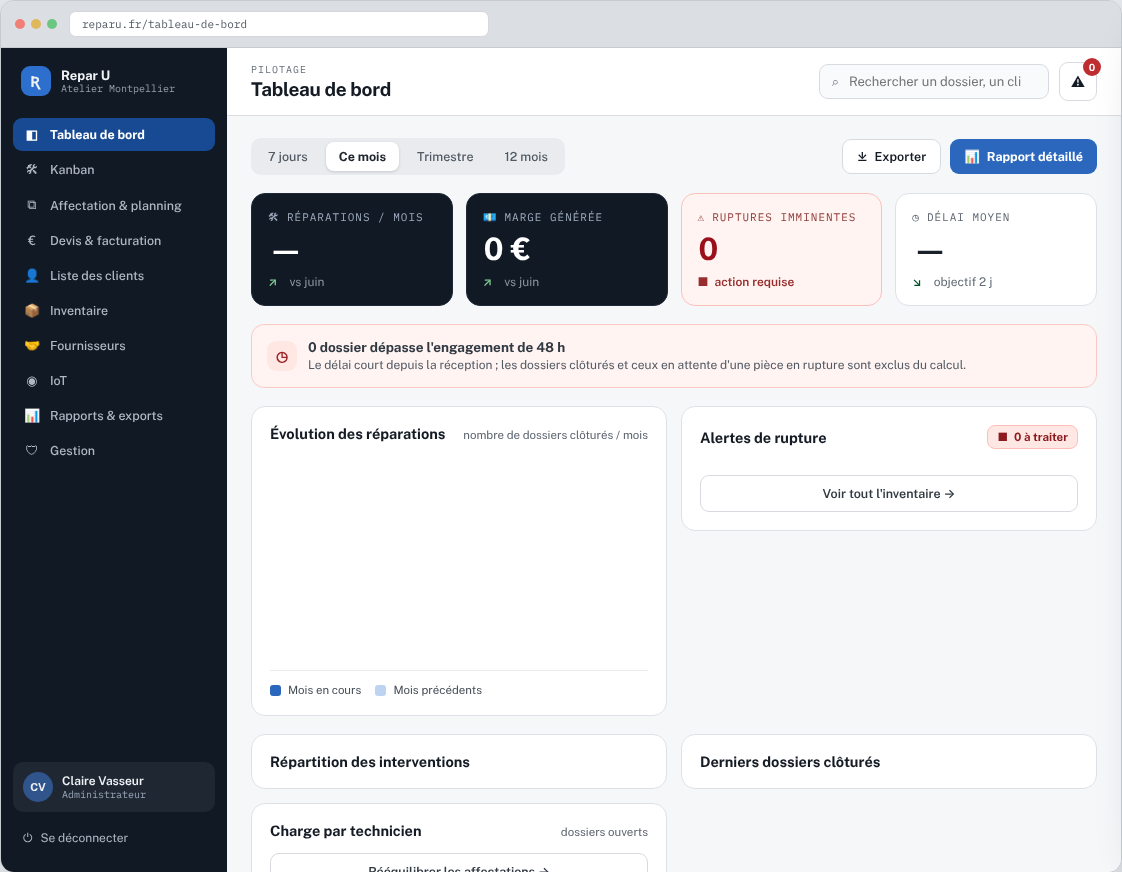 reparu.fr/tableau-de-bord
Repar U
Atelier Montpellier
Tableau de bord
Kanban
Affectation & planning
€ Devis & facturation
Liste des clients
Inventaire
Fournisseurs
IoT
Rapports & exports
Gestion
CV
Claire Vasseur
Administrateur
Se déconnecter
PILOTAGE
Tableau de bord
Rechercher un dossier, un cli
0
7 jours
Ce mois
Trimestre
12 mois
Exporter
Rapport détaillé
RÉPARATIONS / MOIS
—
vs juin
MARGE GÉNÉRÉE
0 €
vs juin
RUPTURES IMMINENTES
0
action requise
DÉLAI MOYEN
—
objectif 2 j
0 dossier dépasse l'engagement de 48 h
Le délai court depuis la réception ; les dossiers clôturés et ceux en attente d'une pièce en rupture sont exclus du calcul.
Évolution des réparations
nombre de dossiers clôturés / mois
Mois en cours
Mois précédents
Alertes de rupture
0 à traiter
Voir tout l'inventaire →
Répartition des interventions
Derniers dossiers clôturés
Charge par technicien
dossiers ouverts
Rééquilibrer les affectations →